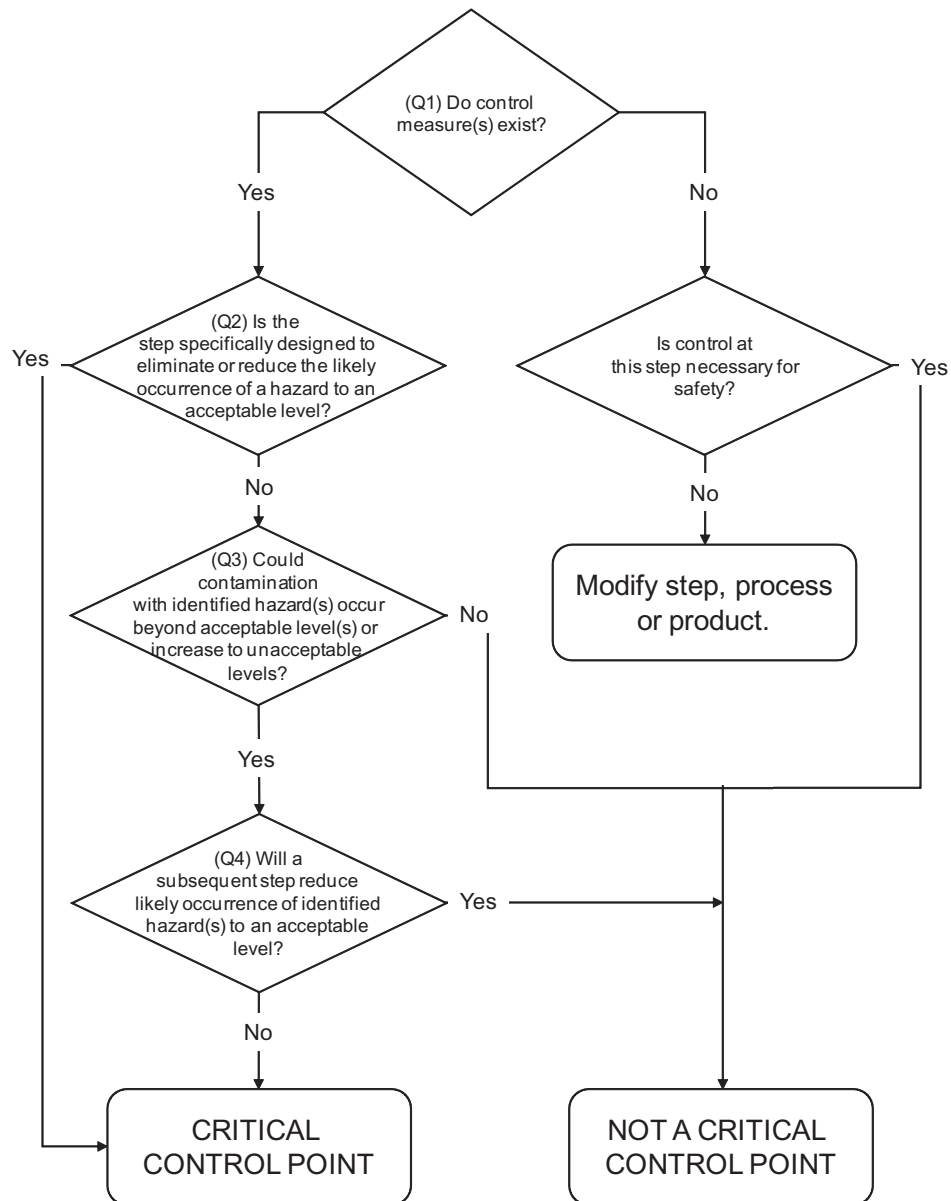 (Q1) Do control
measure(s) exist?
Yes
No
(Q2) Is the
step specifically designed to
eliminate or reduce the likely
occurrence of a hazard to an
acceptable level?
Yes
Is control at
this step necessary for
safety?
Yes
No
No
(Q3) Could
contamination
with identified hazard(s) occur
beyond acceptable level(s) or
increase to unacceptable
levels?
No
Modify step, process
or product.
Yes
(Q4) Will a
subsequent step reduce
likely occurrence of identified
hazard(s) to an acceptable
level?
Yes
No
CRITICAL
CONTROL POINT
NOT A CRITICAL
CONTROL POINT